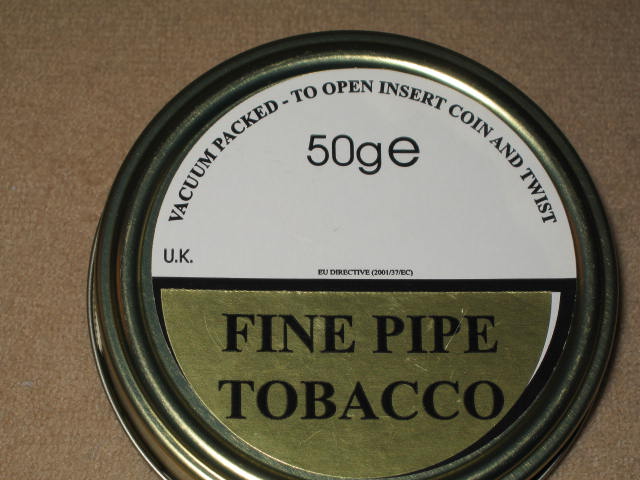 VACUUM PACKED - TO OPEN INSERT COIN AND TWIST
50g e
U.K.
EU DIRECTIVE (2001/37/EC)
FINE PIPE
TOBACCO